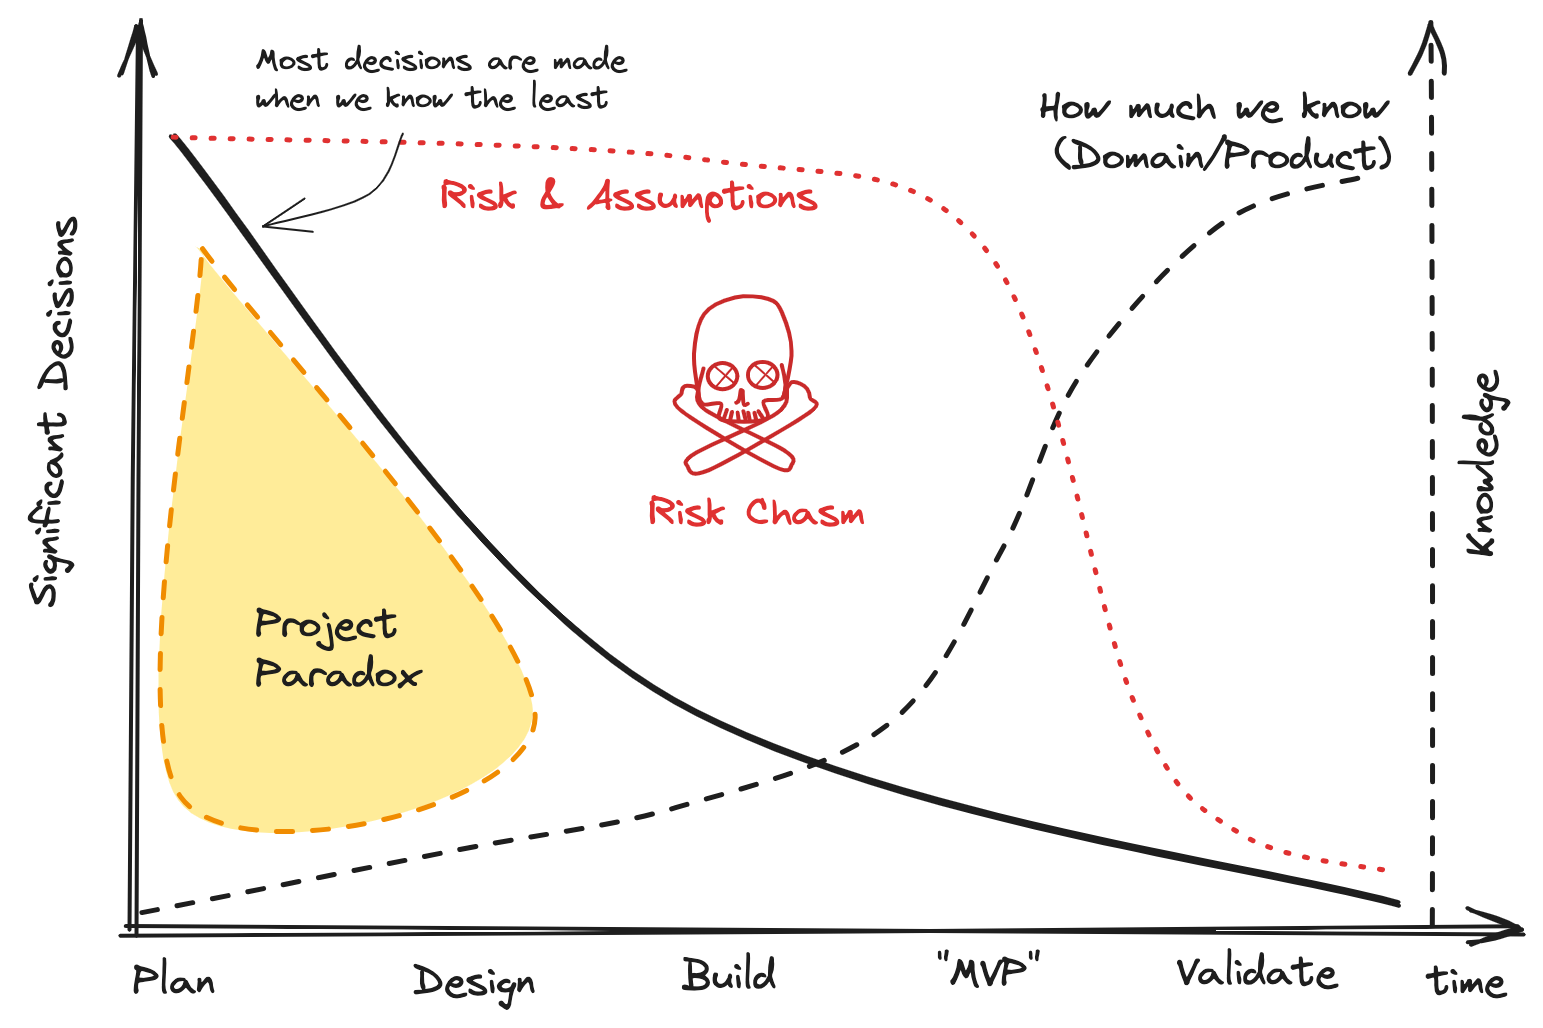 Most decisions are made
when we know the least
How much we know
(Domain/Product)
Risk & Assumptions
Significant Decisions
Knowledge
Risk Chasm
Project
Paradox
Plan
Design
Build
"MVP"
Validate
time